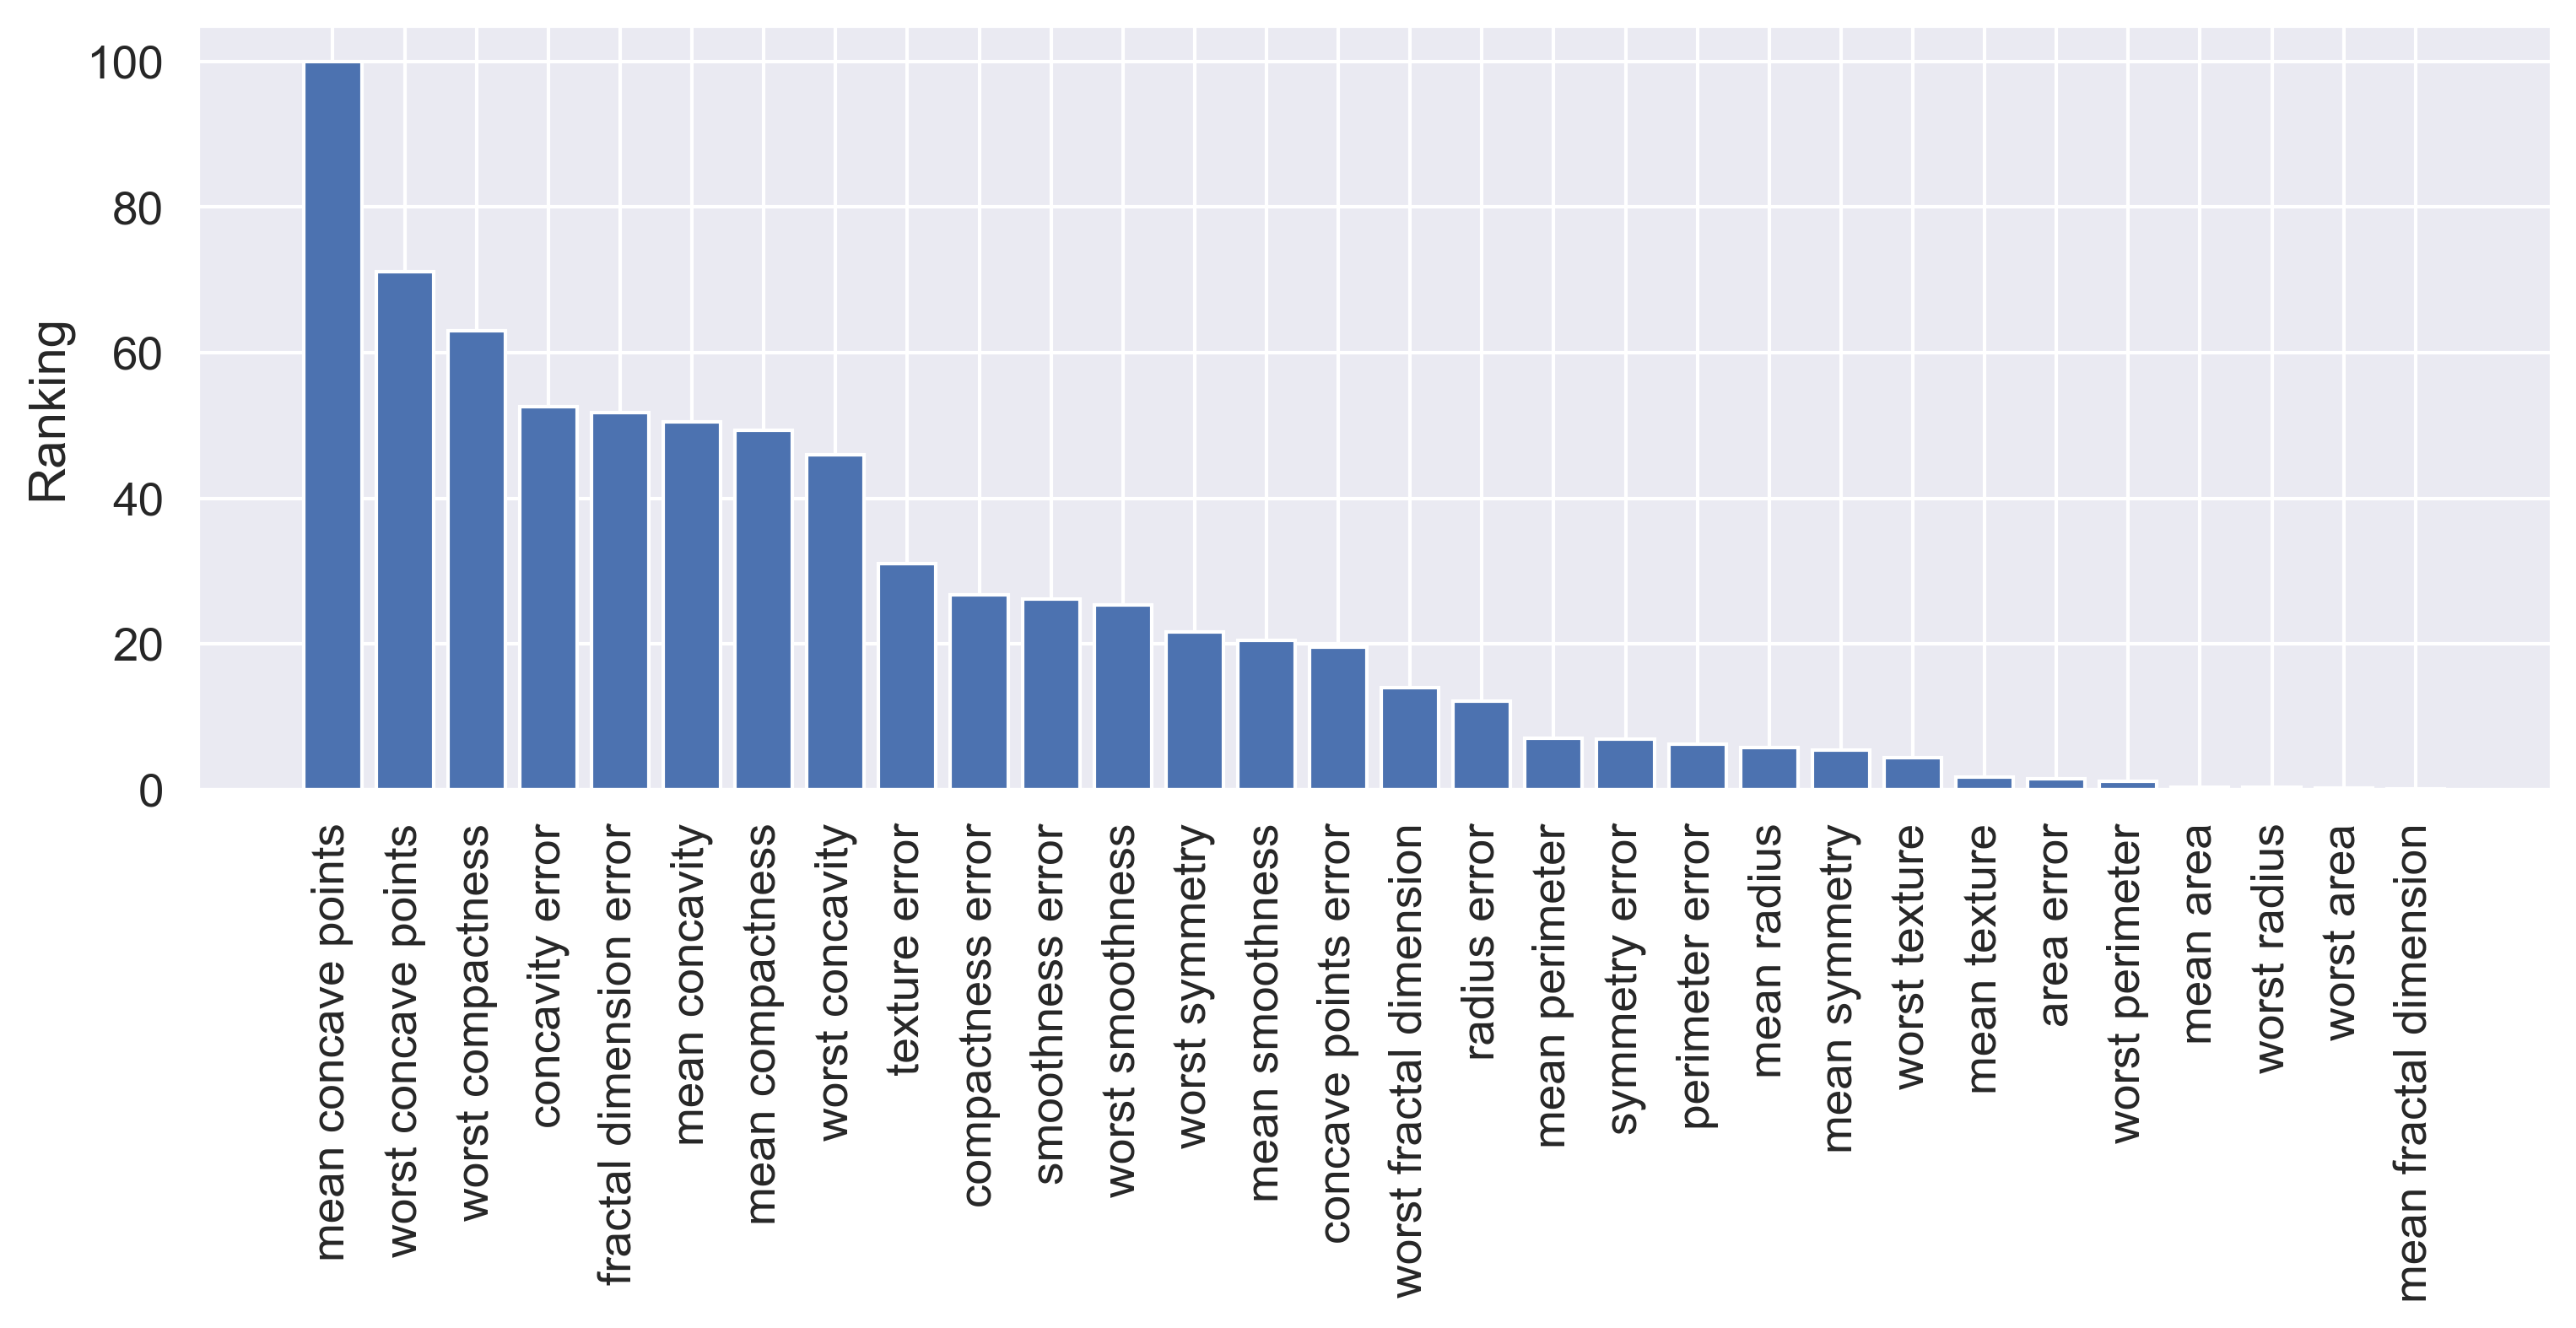 Ranking
100
80
60
40
20
0
mean concave points
worst concave points
worst compactness
concavity error
fractal dimension error
mean concavity
mean compactness
worst concavity
texture error
compactness error
smoothness error
worst smoothness
worst symmetry
mean smoothness
concave points error
worst fractal dimension
radius error
mean perimeter
symmetry error
perimeter error
mean radius
mean symmetry
worst texture
mean texture
area error
worst perimeter
mean area
worst radius
worst area
mean fractal dimension